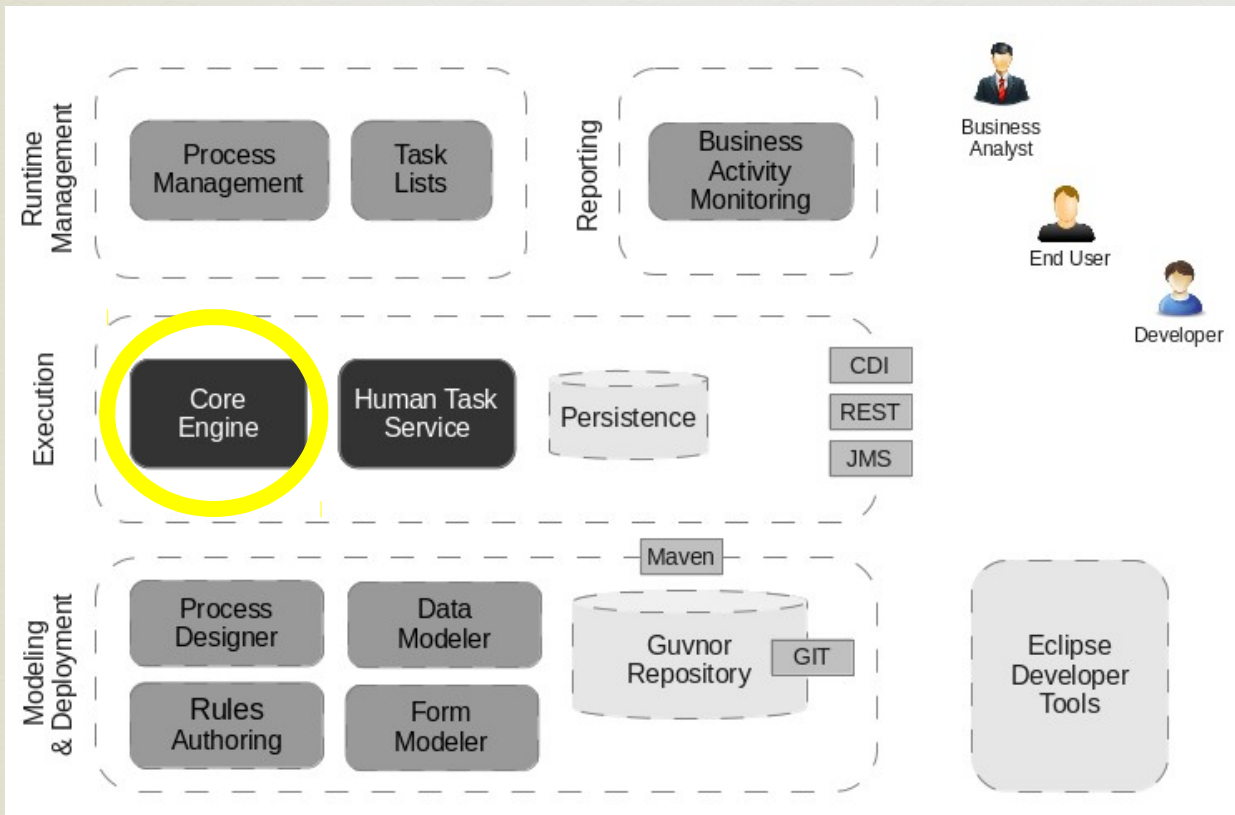 Runtime
Management
Process
Management
Task
Lists
Reporting
Business
Activity
Monitoring
Business
Analyst
End User
Developer
Execution
Core
Engine
Human Task
Service
Persistence
CDI
REST
JMS
Modeling
& Deployment
Process
Designer
Data
Modeler
Rules
Authoring
Form
Modeler
Maven
Guvnor
Repository
GIT
Eclipse
Developer
Tools